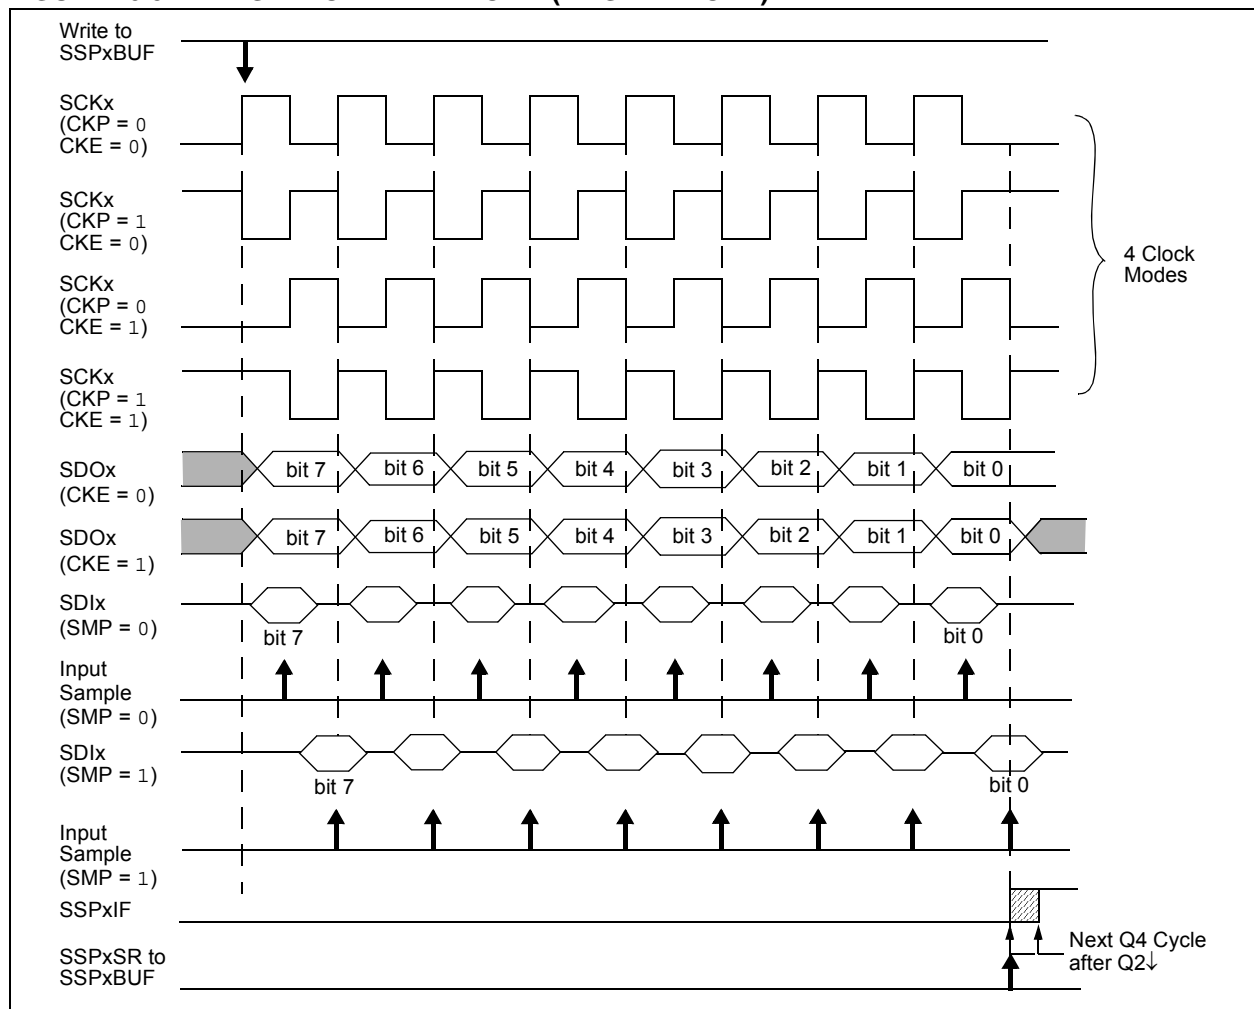 Write to
SSPxBUF
SCKx
(CKP = 0
CKE = 0)
SCKx
(CKP = 1
CKE = 0)
4 Clock
Modes
SCKx
(CKP = 0
CKE = 1)
SCKx
(CKP = 1
CKE = 1)
SDOx
(CKE = 0)
bit 7 bit 6 bit 5 bit 4 bit 3 bit 2 bit 1 bit 0
SDOx
(CKE = 1)
bit 7 bit 6 bit 5 bit 4 bit 3 bit 2 bit 1 bit 0
SDIx
(SMP = 0)
bit 7 bit 0
Input
Sample
(SMP = 0)
SDIx
(SMP = 1)
bit 7 bit 0
Input
Sample
(SMP = 1)
SSPxIF
Next Q4 Cycle
after Q2↓
SSPxSR to
SSPxBUF